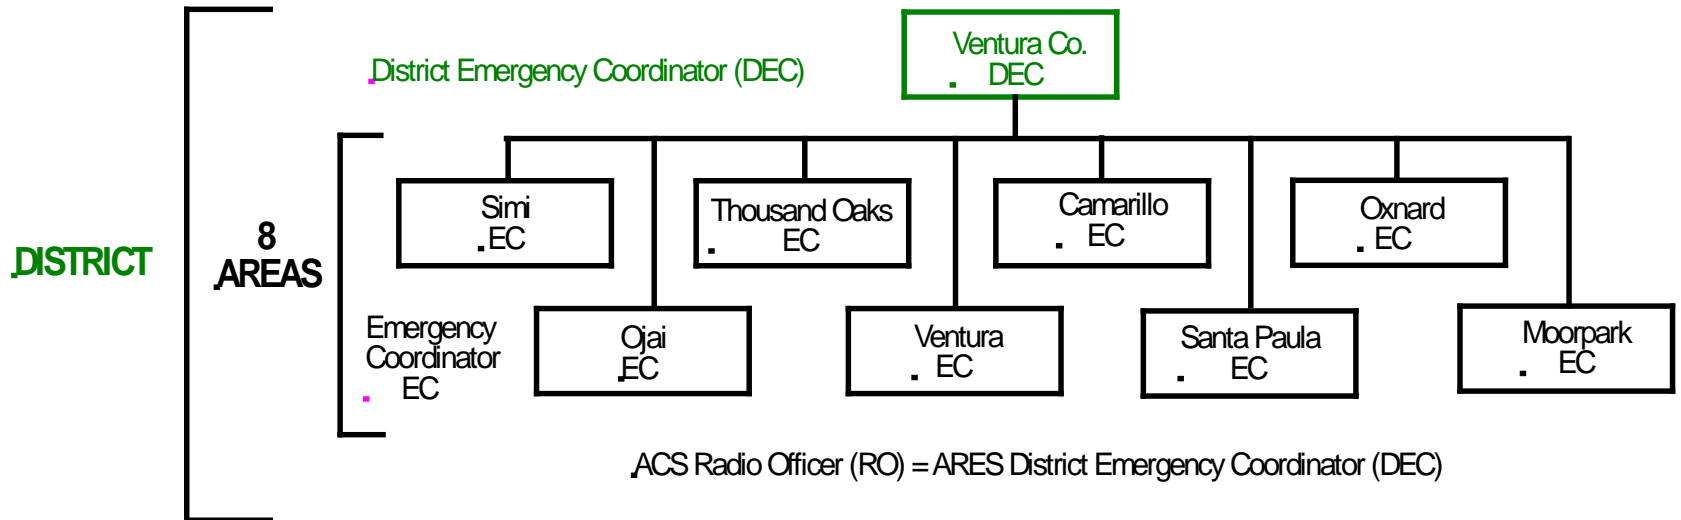 Ventura Co.
DEC
District Emergency Coordinator (DEC)
Simi
EC
Thousand Oaks
EC
Camarillo
EC
Oxnard
EC
DISTRICT
8
AREAS
Emergency
Coordinator
EC
Ojai
EC
Ventura
EC
Santa Paula
EC
Moorpark
EC
ACS Radio Officer (RO) = ARES District Emergency Coordinator (DEC)